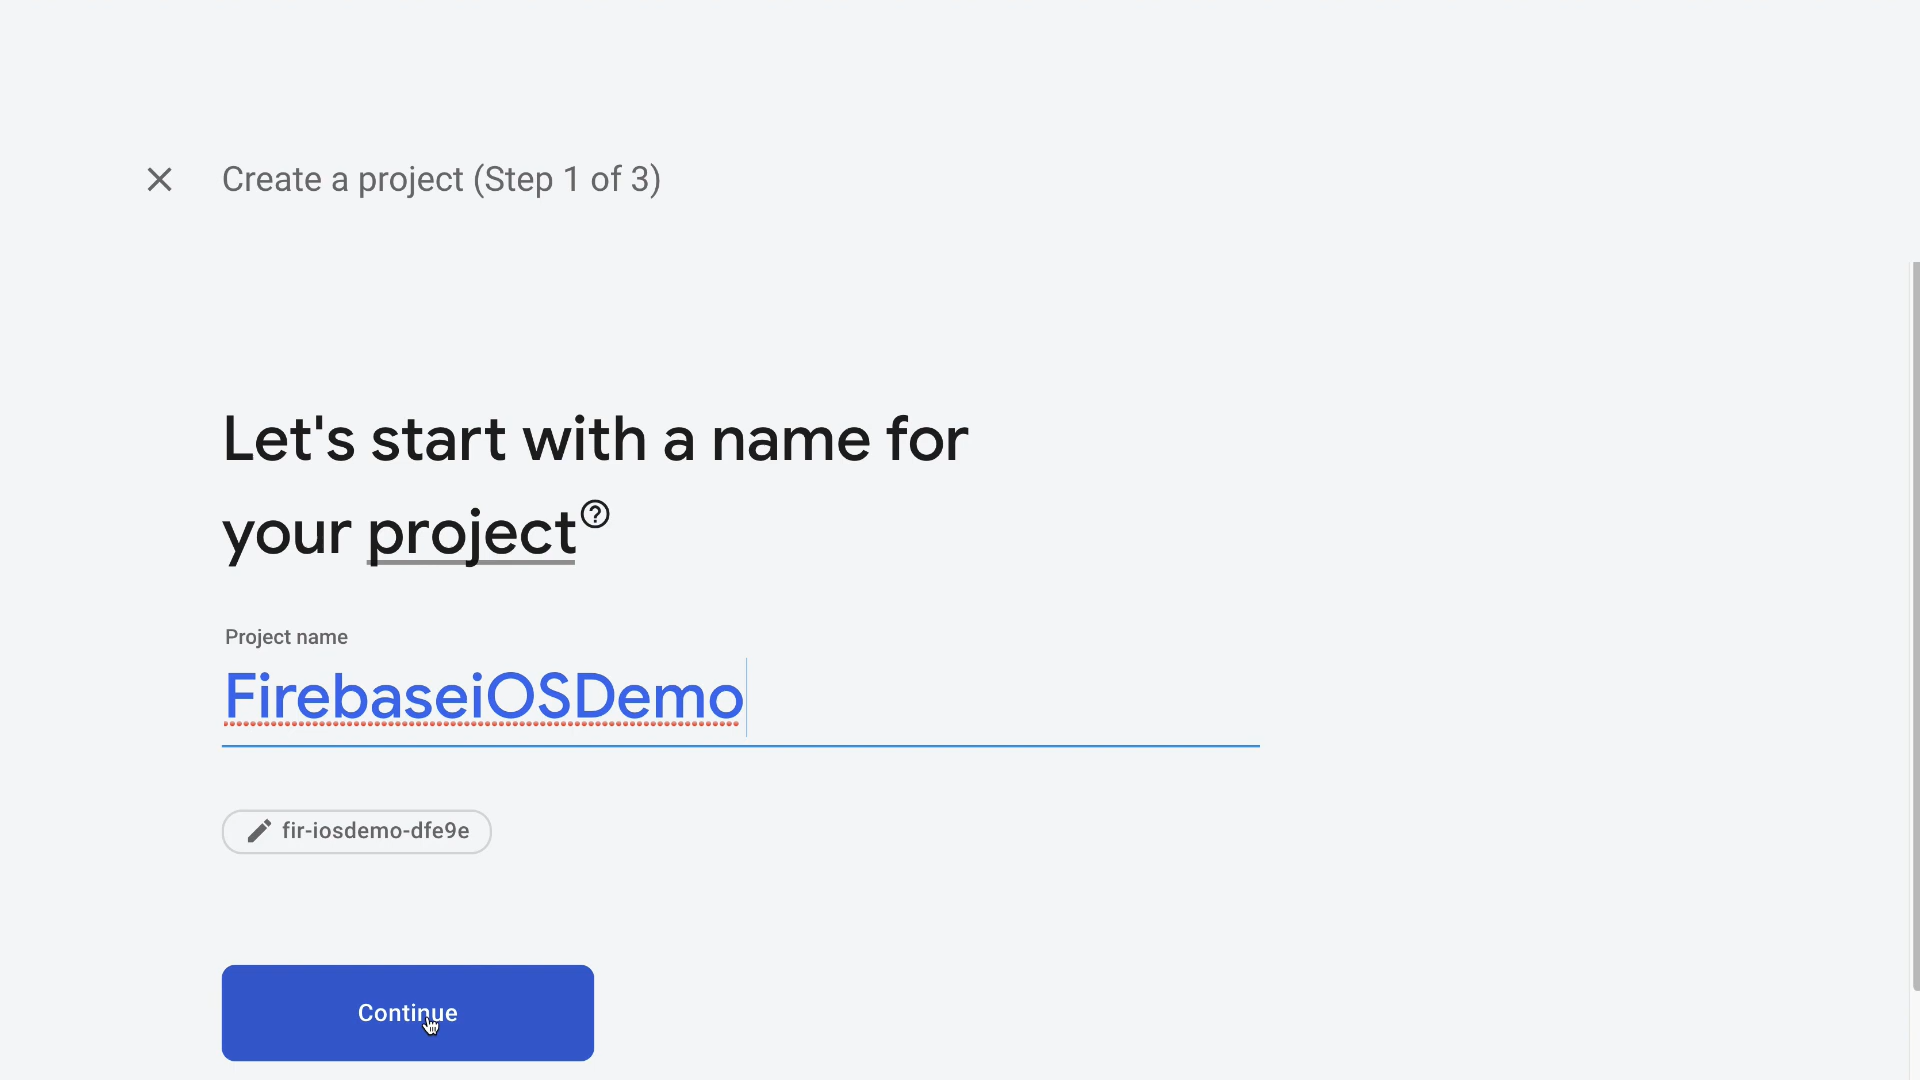 Create a project (Step 1 of 3)
Let's start with a name for
your project
Project name
FirebaseiOSDemo
fir-iosdemo-dfe9e
Continue